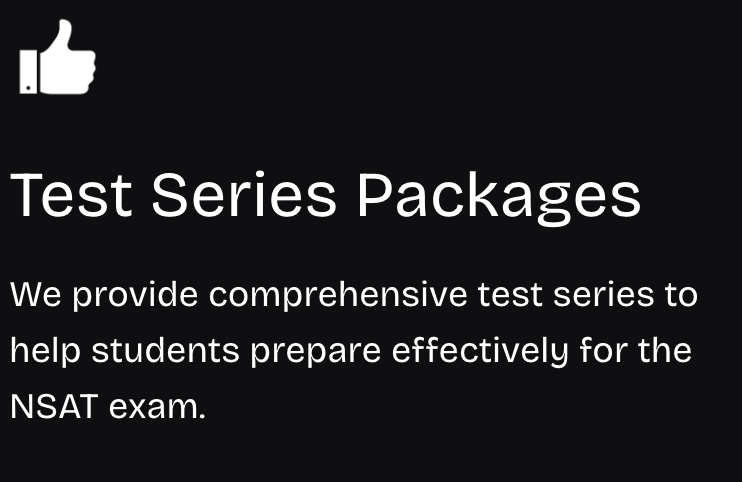 Test Series Packages
We provide comprehensive test series to
help students prepare effectively for the
NSAT exam.